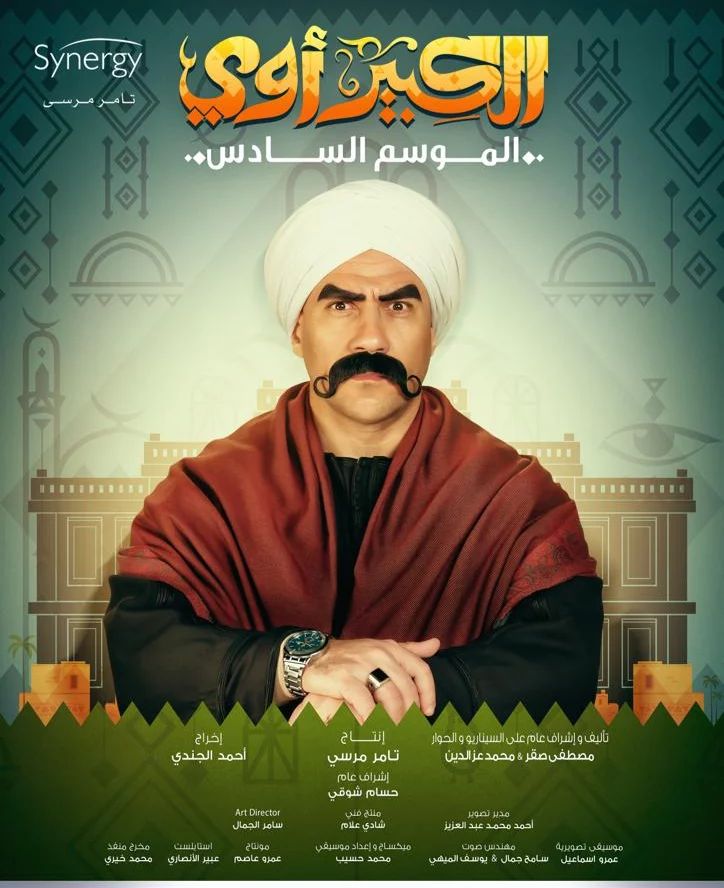 الكبير أوي
..الموسم السادس..
Synergy
تامر مرسى
تأليف و إشراف عام على السيناريو و الحوار
مصطفى صقر & محمد عز الدين
إنتاج
تامر مرسي
إخراج
أحمد الجندي
إشراف عام
حسام شوقي
مدير تصوير
أحمد محمد عبد العزيز
منتج فني
شادي علام
Art Director
سامر الجمال
موسيقى تصويرية
عمرو اسماعيل
مهندس صوت
سامح جمال & يوسف الميهي
ميكساج و إعداد موسيقي
محمد حسيب
مونتاج
عمرو عاصم
استايلست
عبير الأنصاري
مخرج منفذ
محمد خيري